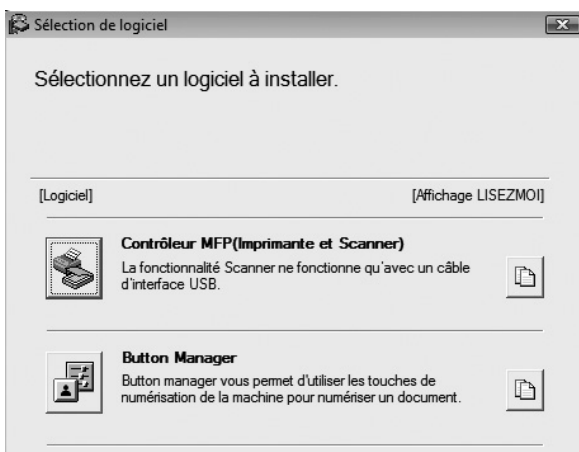 Sélection de logiciel
Sélectionnez un logiciel à installer.
[Logiciel] [Affichage LISEZMOI]
Contrôleur MFP(Imprimante et Scanner)
La fonctionnalité Scanner ne fonctionne qu'avec un câble
d'interface USB.
Button Manager
Button manager vous permet d'utiliser les touches de
numérisation de la machine pour numériser un document.